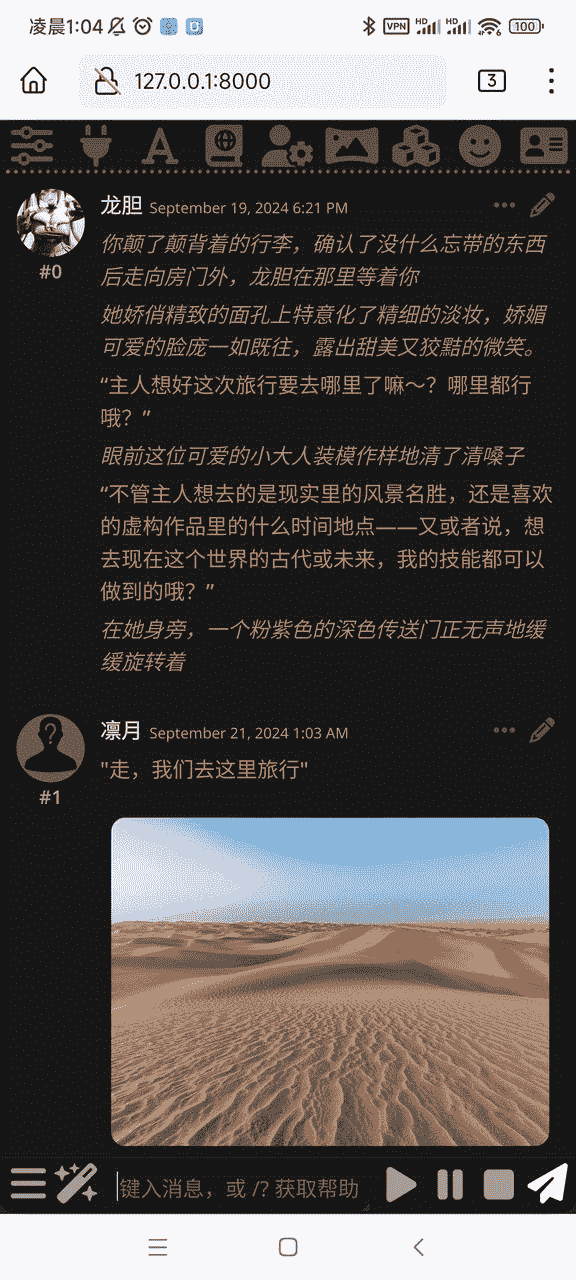 凌晨1:04
VPN HD HD 6 100
127.0.0.1:8000
3
龙胆 September 19, 2024 6:21 PM
#0
你颠了颠背着的行李，确认了没什么忘带的东西
后走向房门外，龙胆在那里等着你
她娇俏精致的面孔上特意化了精细的淡妆，娇媚
可爱的脸庞一如既往，露出甜美又狡黠的微笑。
“主人想好这次旅行要去哪里了嘛～？哪里都行
哦？”
眼前这位可爱的小大人装模作样地清了清嗓子
“不管主人想去的是现实里的风景名胜，还是喜欢
的虚构作品里的什么时间地点——又或者说，想
去现在这个世界的古代或未来，我的技能都可以
做到的哦？”
在她身旁，一个粉紫色的深色传送门正无声地缓
缓旋转着
凛月 September 21, 2024 1:03 AM
#1
"走，我们去这里旅行"
键入消息，或 /? 获取帮助